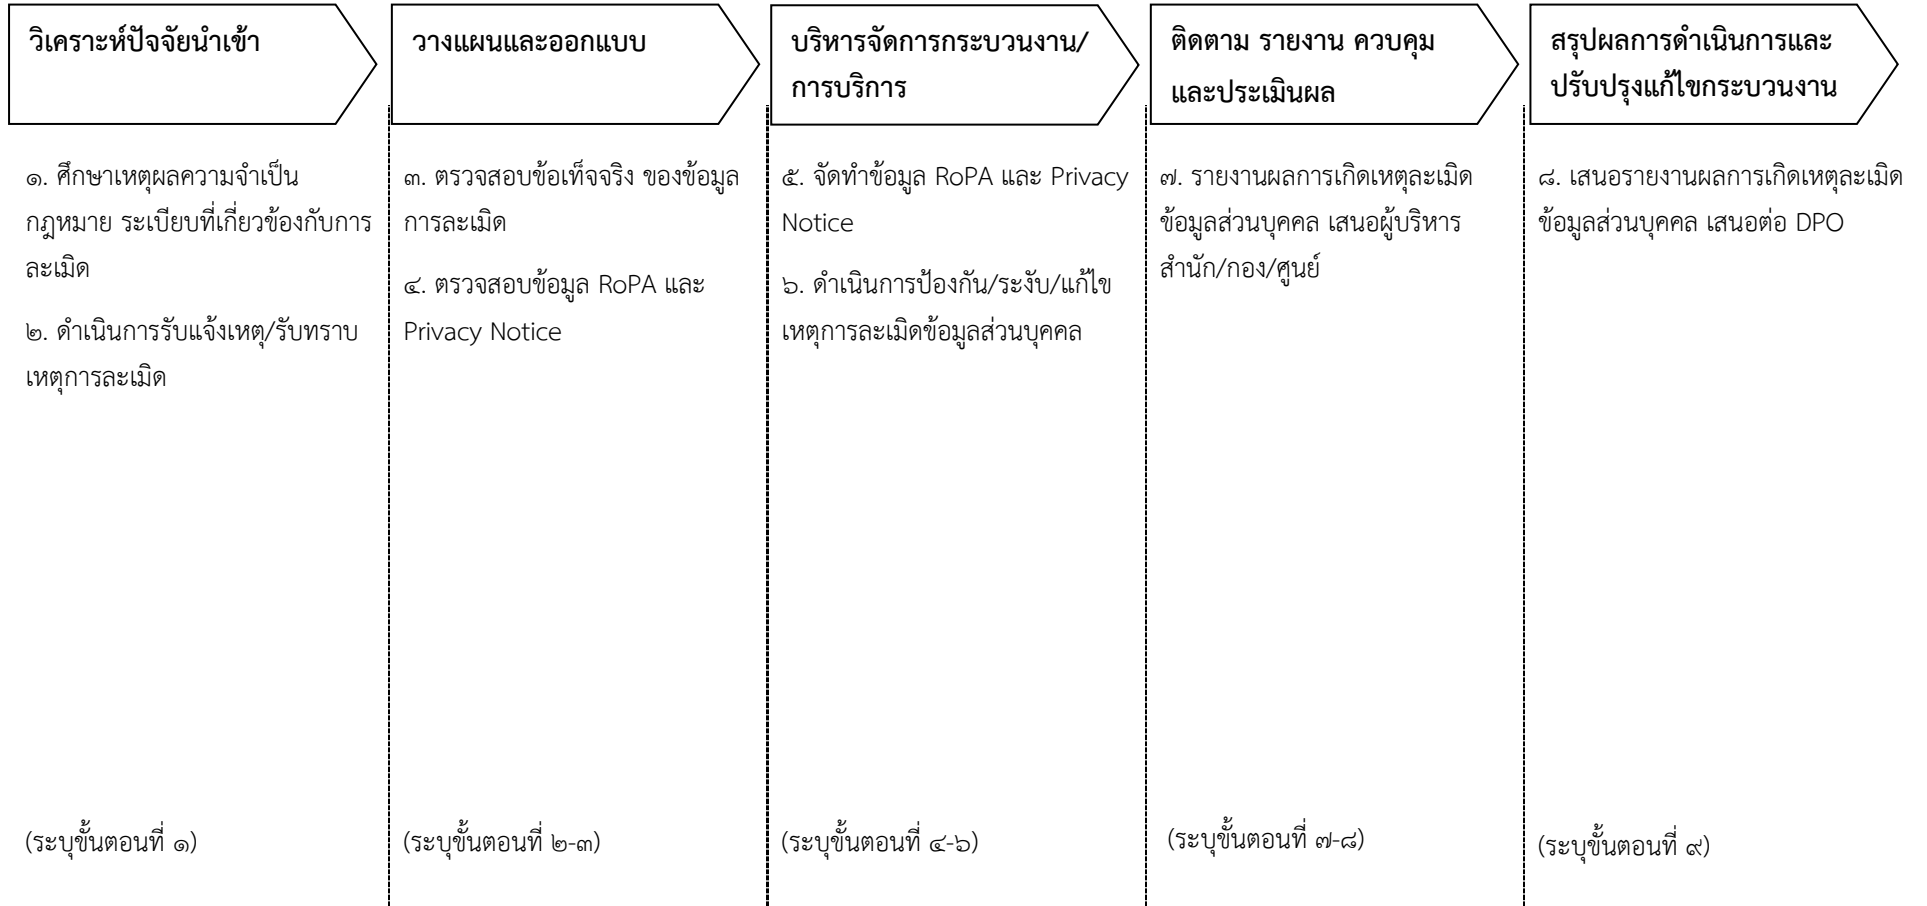 วิเคราะห์ปัจจัยนำเข้า
วางแผนและออกแบบ
บริหารจัดการกระบวนงาน/
การบริการ
ติดตาม รายงาน ควบคุม
และประเมินผล
สรุปผลการดำเนินการและ
ปรับปรุงแก้ไขกระบวนงาน
๑. ศึกษาเหตุผลความจำเป็น
กฎหมาย ระเบียบที่เกี่ยวข้องกับการ
ละเมิด
๒. ดำเนินการรับแจ้งเหตุ/รับทราบ
เหตุการละเมิด
(ระบุขั้นตอนที่ ๑)
๓. ตรวจสอบข้อเท็จจริง ของข้อมูล
การละเมิด
๔. ตรวจสอบข้อมูล RoPA และ
Privacy Notice
(ระบุขั้นตอนที่ ๒-๓)
๕. จัดทำข้อมูล RoPA และ Privacy
Notice
๖. ดำเนินการป้องกัน/ระงับ/แก้ไข
เหตุการละเมิดข้อมูลส่วนบุคคล
(ระบุขั้นตอนที่ ๔-๖)
๗. รายงานผลการเกิดเหตุละเมิด
ข้อมูลส่วนบุคคล เสนอผู้บริหาร
สำนัก/กอง/ศูนย์
(ระบุขั้นตอนที่ ๗-๘)
๘. เสนอรายงานผลการเกิดเหตุละเมิด
ข้อมูลส่วนบุคคล เสนอต่อ DPO
(ระบุขั้นตอนที่ ๙)